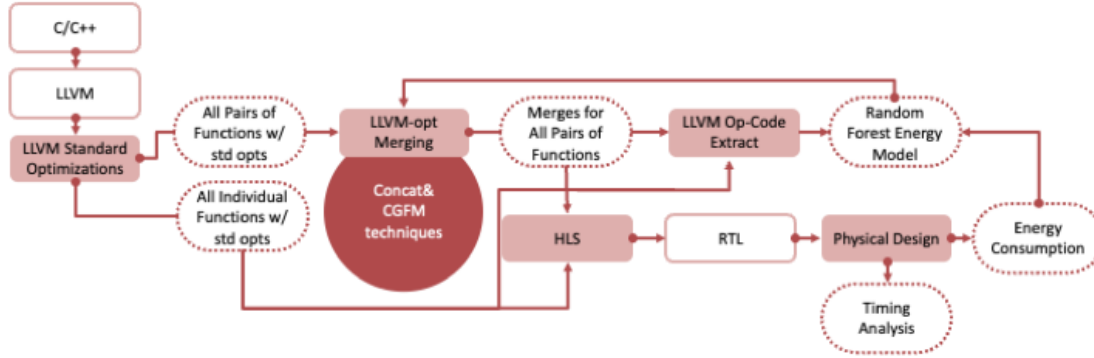 C/C++
LLVM
LLVM Standard
Optimizations
All Pairs of
Functions w/
std opts
All Individual
Functions w/
std opts
LLVM-opt
Merging
Concat&
CGFM
techniques
Merges for
All Pairs of
Functions
LLVM Op-Code
Extract
Random
Forest Energy
Model
HLS
RTL
Physical Design
Energy
Consumption
Timing
Analysis